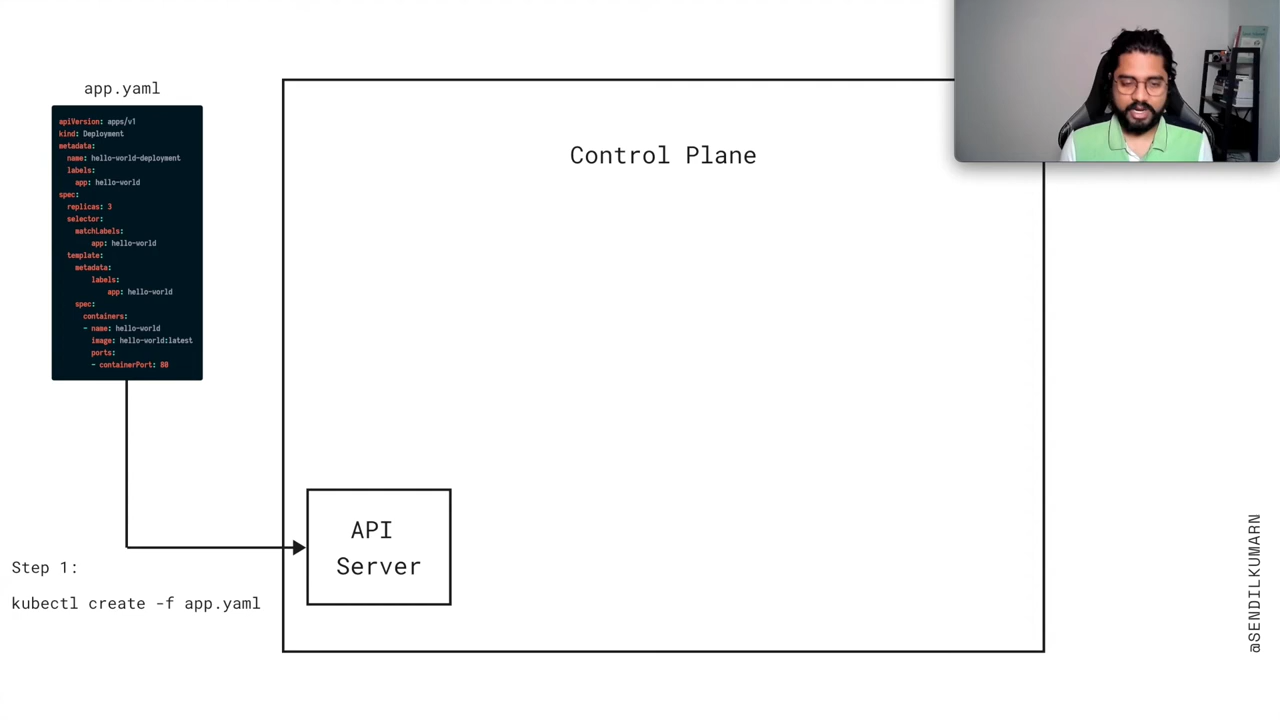 app.yaml
apiVersion: apps/v1
kind: Deployment
metadata:
  name: hello-world-deployment
  labels:
    app: hello-world
spec:
  replicas: 3
  selector:
    matchLabels:
        app: hello-world
  template:
    metadata:
        labels:
            app: hello-world
    spec:
      containers:
      - name: hello-world
        image: hello-world:latest
        ports:
        - containerPort: 80
Control Plane
API
Server
Step 1:
kubectl create -f app.yaml
@SENDILKUMARN